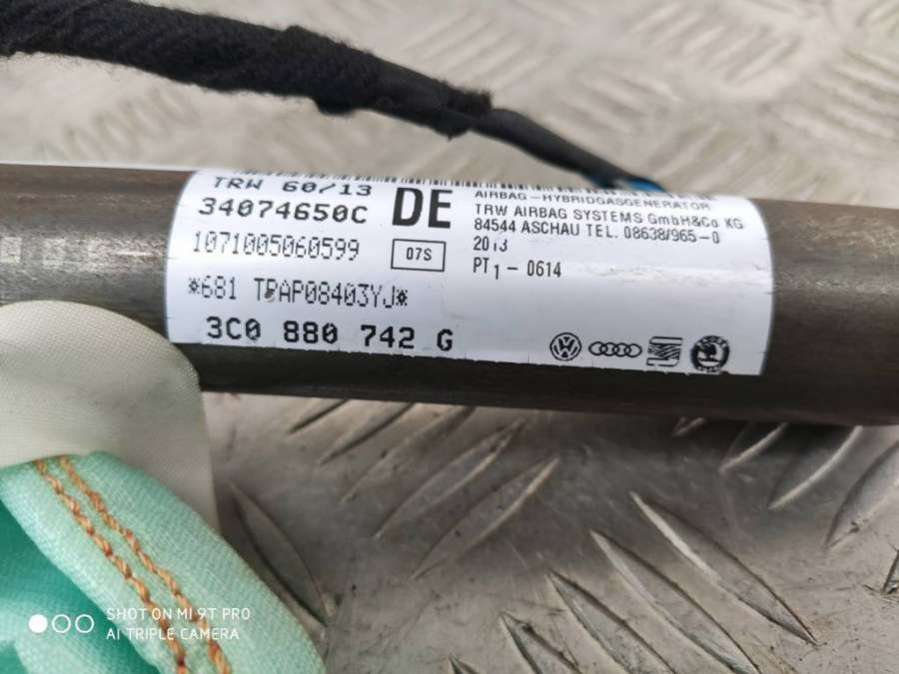 TRW 60/13
34074650C
1071005060599
*681 TRAP08403YJ*
3C0 880 742 G
DE
07S
AIRBAG-HYBRIDGASGENERATOR
TRW AIRBAG SYSTEMS GmbH&Co KG
84544 ASCHAU TEL. 08638/965-0
2013
PT1 - 0614
SHOT ON MI 9T PRO
AI TRIPLE CAMERA